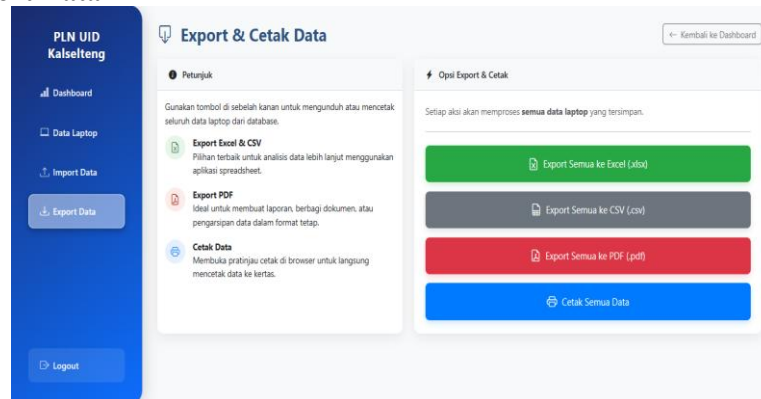 PLN UID
Kalselteng
Dashboard
Data Laptop
Import Data
Export Data
Logout
Export & Cetak Data
← Kembali ke Dashboard
Petunjuk
Gunakan tombol di sebelah kanan untuk mengunduh atau mencetak
seluruh data laptop dari database.
Export Excel & CSV
Pilihan terbaik untuk analisis data lebih lanjut menggunakan
aplikasi spreadsheet.
Export PDF
Ideal untuk membuat laporan, berbagi dokumen, atau
pengarsipan data dalam format tetap.
Cetak Data
Membuka pratinjau cetak di browser untuk langsung
mencetak data ke kertas.
Opsi Export & Cetak
Setiap aksi akan memproses semua data laptop yang tersimpan.
Export Semua ke Excel (.xlsx)
Export Semua ke CSV (.csv)
Export Semua ke PDF (.pdf)
Cetak Semua Data